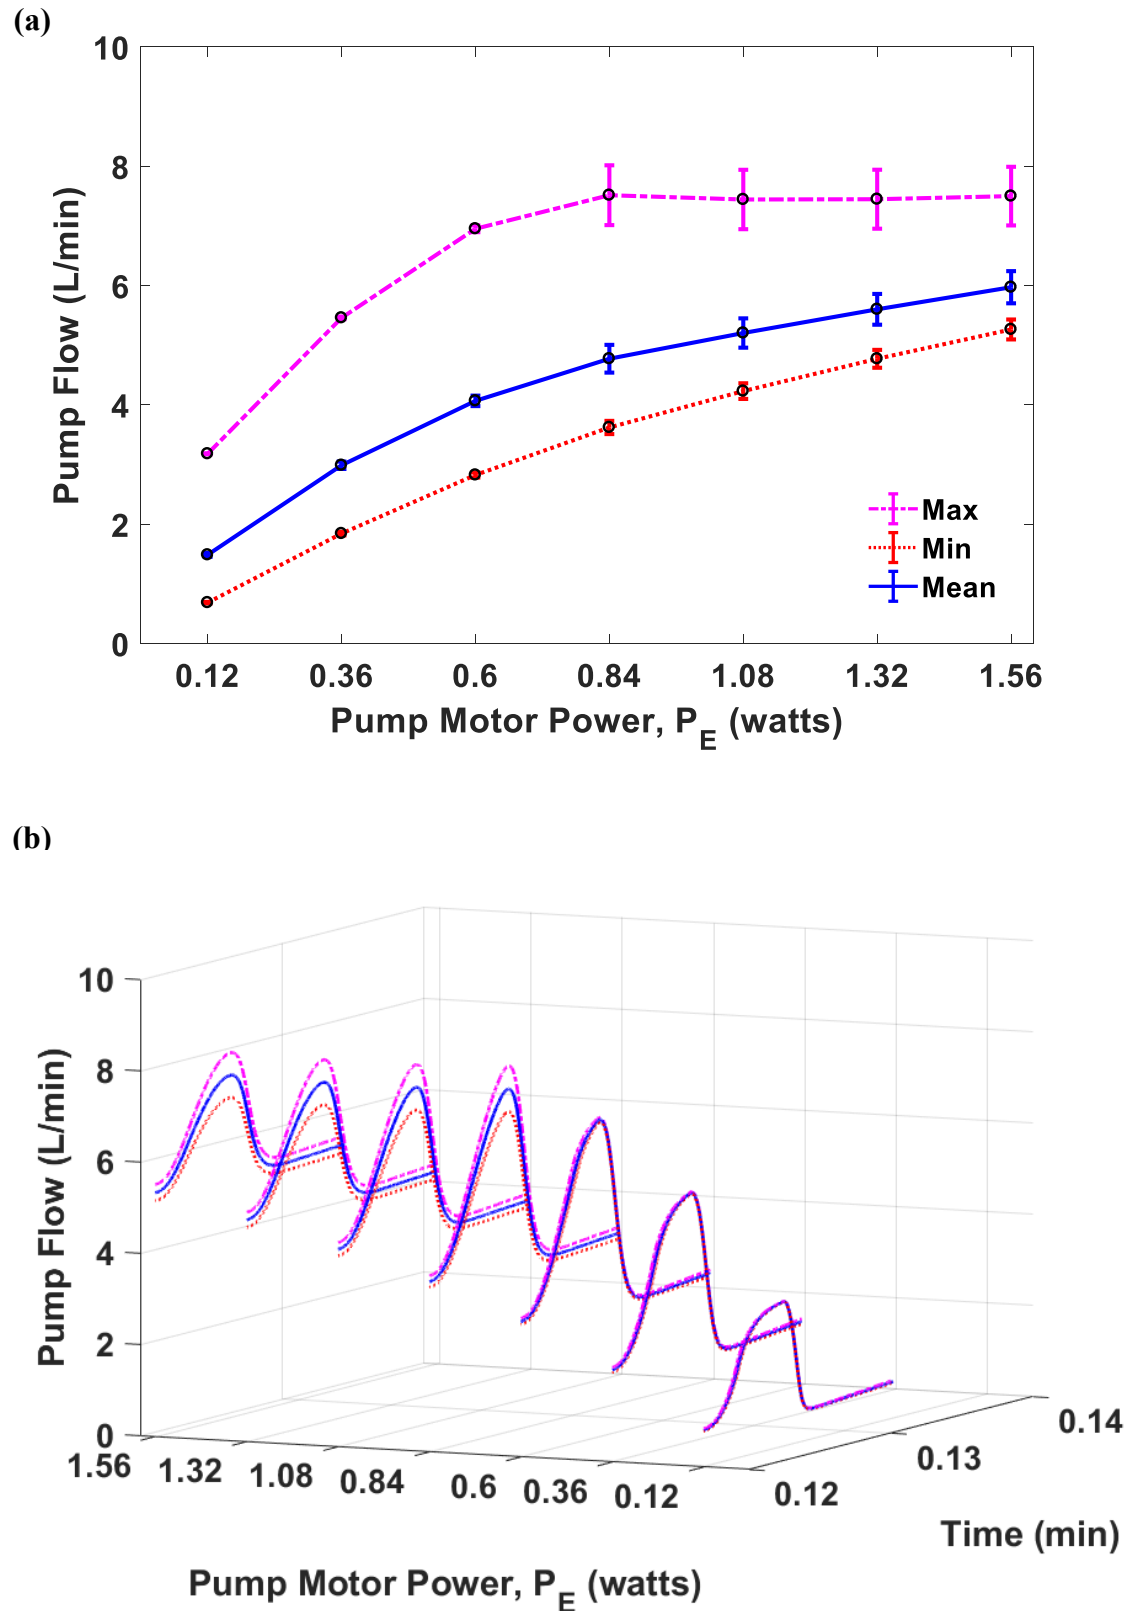 (a)
10
8
6
4
2
0
Pump Flow (L/min)
Max
Min
Mean
0.12 0.36 0.6 0.84 1.08 1.32 1.56
Pump Motor Power, P_E (watts)
(b)
10
8
6
4
2
0
Pump Flow (L/min)
1.56 1.32 1.08 0.84 0.6 0.36 0.12
0.12 0.13 0.14
Time (min)
Pump Motor Power, P_E (watts)